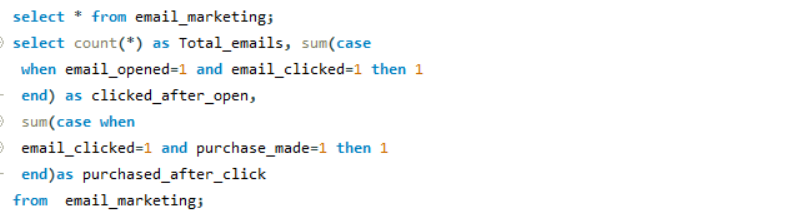 select * from email_marketing;
select count(*) as Total_emails, sum(case
when email_opened=1 and email_clicked=1 then 1
end) as clicked_after_open,
sum(case when
email_clicked=1 and purchase_made=1 then 1
end)as purchased_after_click
from  email_marketing;